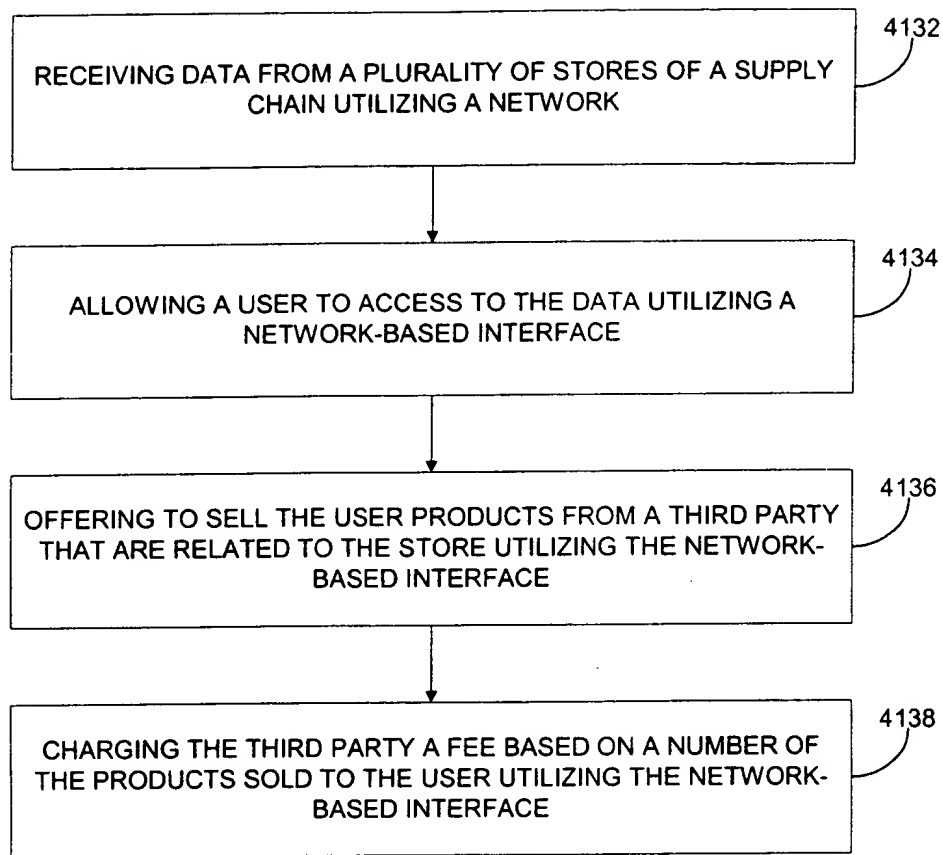 4132
RECEIVING DATA FROM A PLURALITY OF STORES OF A SUPPLY
CHAIN UTILIZING A NETWORK
4134
ALLOWING A USER TO ACCESS TO THE DATA UTILIZING A
NETWORK-BASED INTERFACE
4136
OFFERING TO SELL THE USER PRODUCTS FROM A THIRD PARTY
THAT ARE RELATED TO THE STORE UTILIZING THE NETWORK-
BASED INTERFACE
4138
CHARGING THE THIRD PARTY A FEE BASED ON A NUMBER OF
THE PRODUCTS SOLD TO THE USER UTILIZING THE NETWORK-
BASED INTERFACE